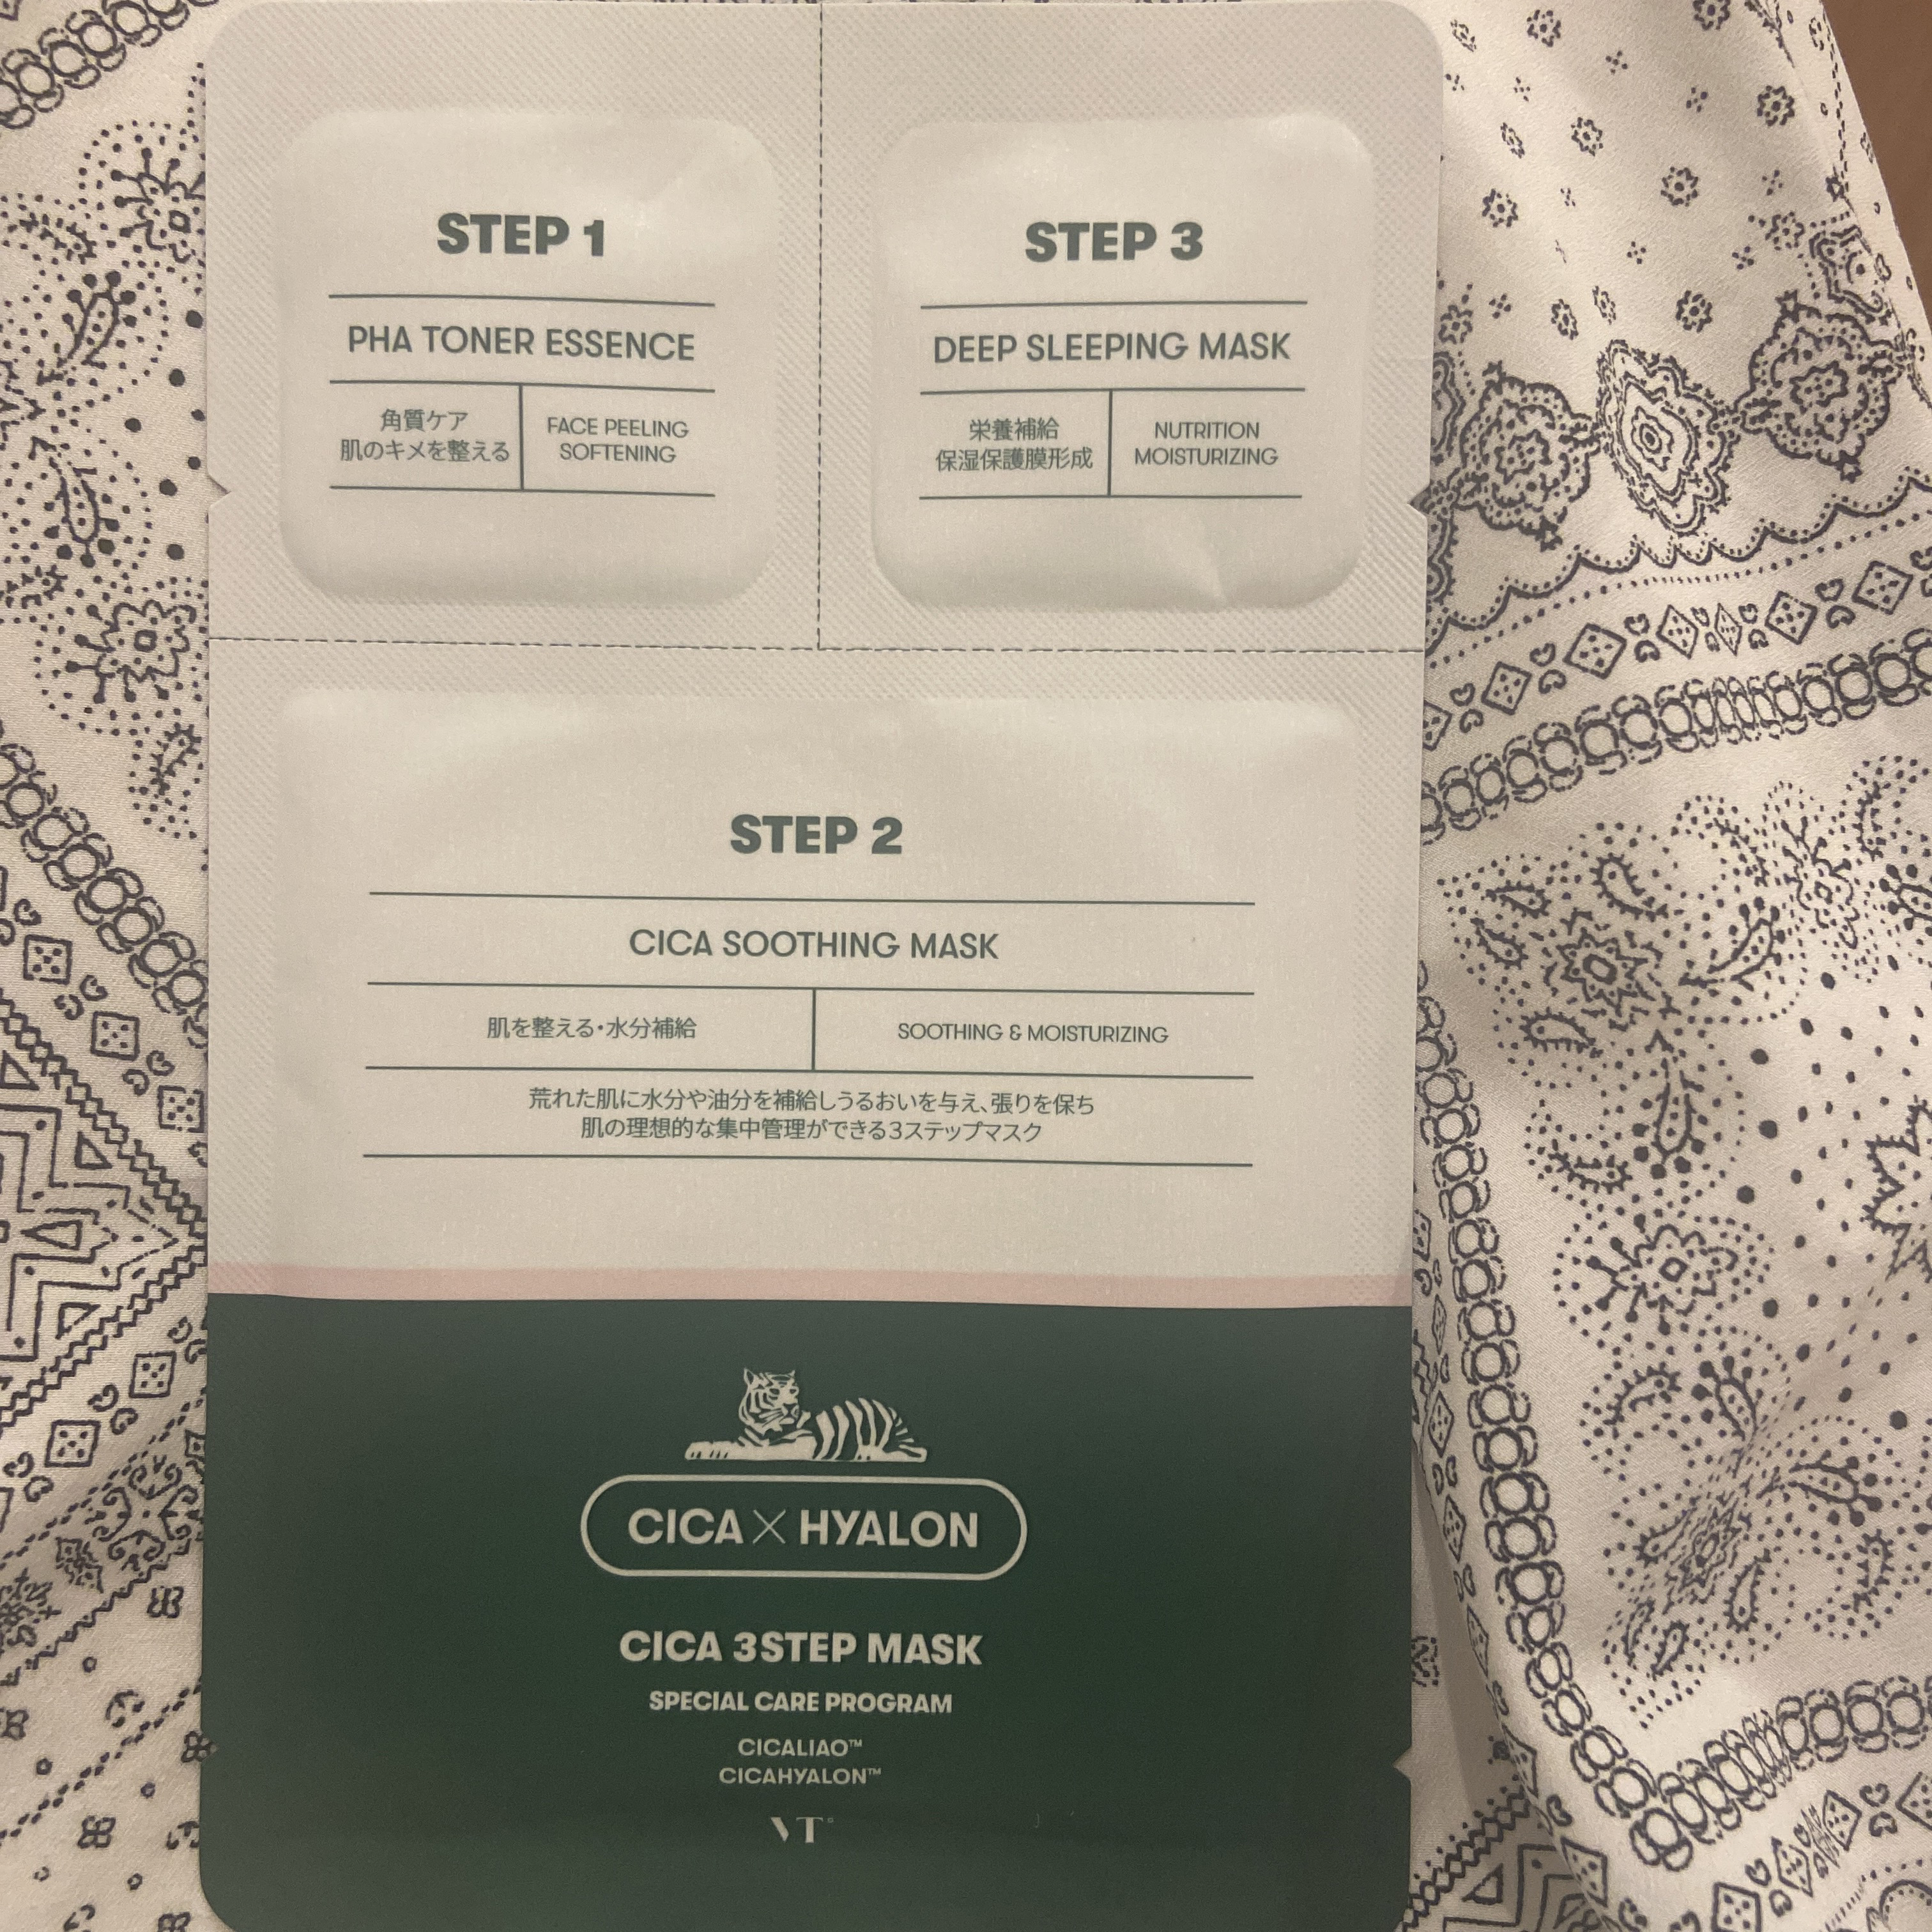 STEP 1
PHA TONER ESSENCE
角質ケア
肌のキメを整える
FACE PEELING
SOFTENING
STEP 3
DEEP SLEEPING MASK
栄養補給
保湿保護膜形成
NUTRITION
MOISTURIZING
STEP 2
CICA SOOTHING MASK
肌を整える・水分補給
SOOTHING & MOISTURIZING
荒れた肌に水分や油分を補給しうるおいを与え、張りを保ち
肌の理想的な集中管理ができる3ステップマスク
CICA × HYALON
CICA 3STEP MASK
SPECIAL CARE PROGRAM
CICALIAO™
CICAHYALON™
VT°